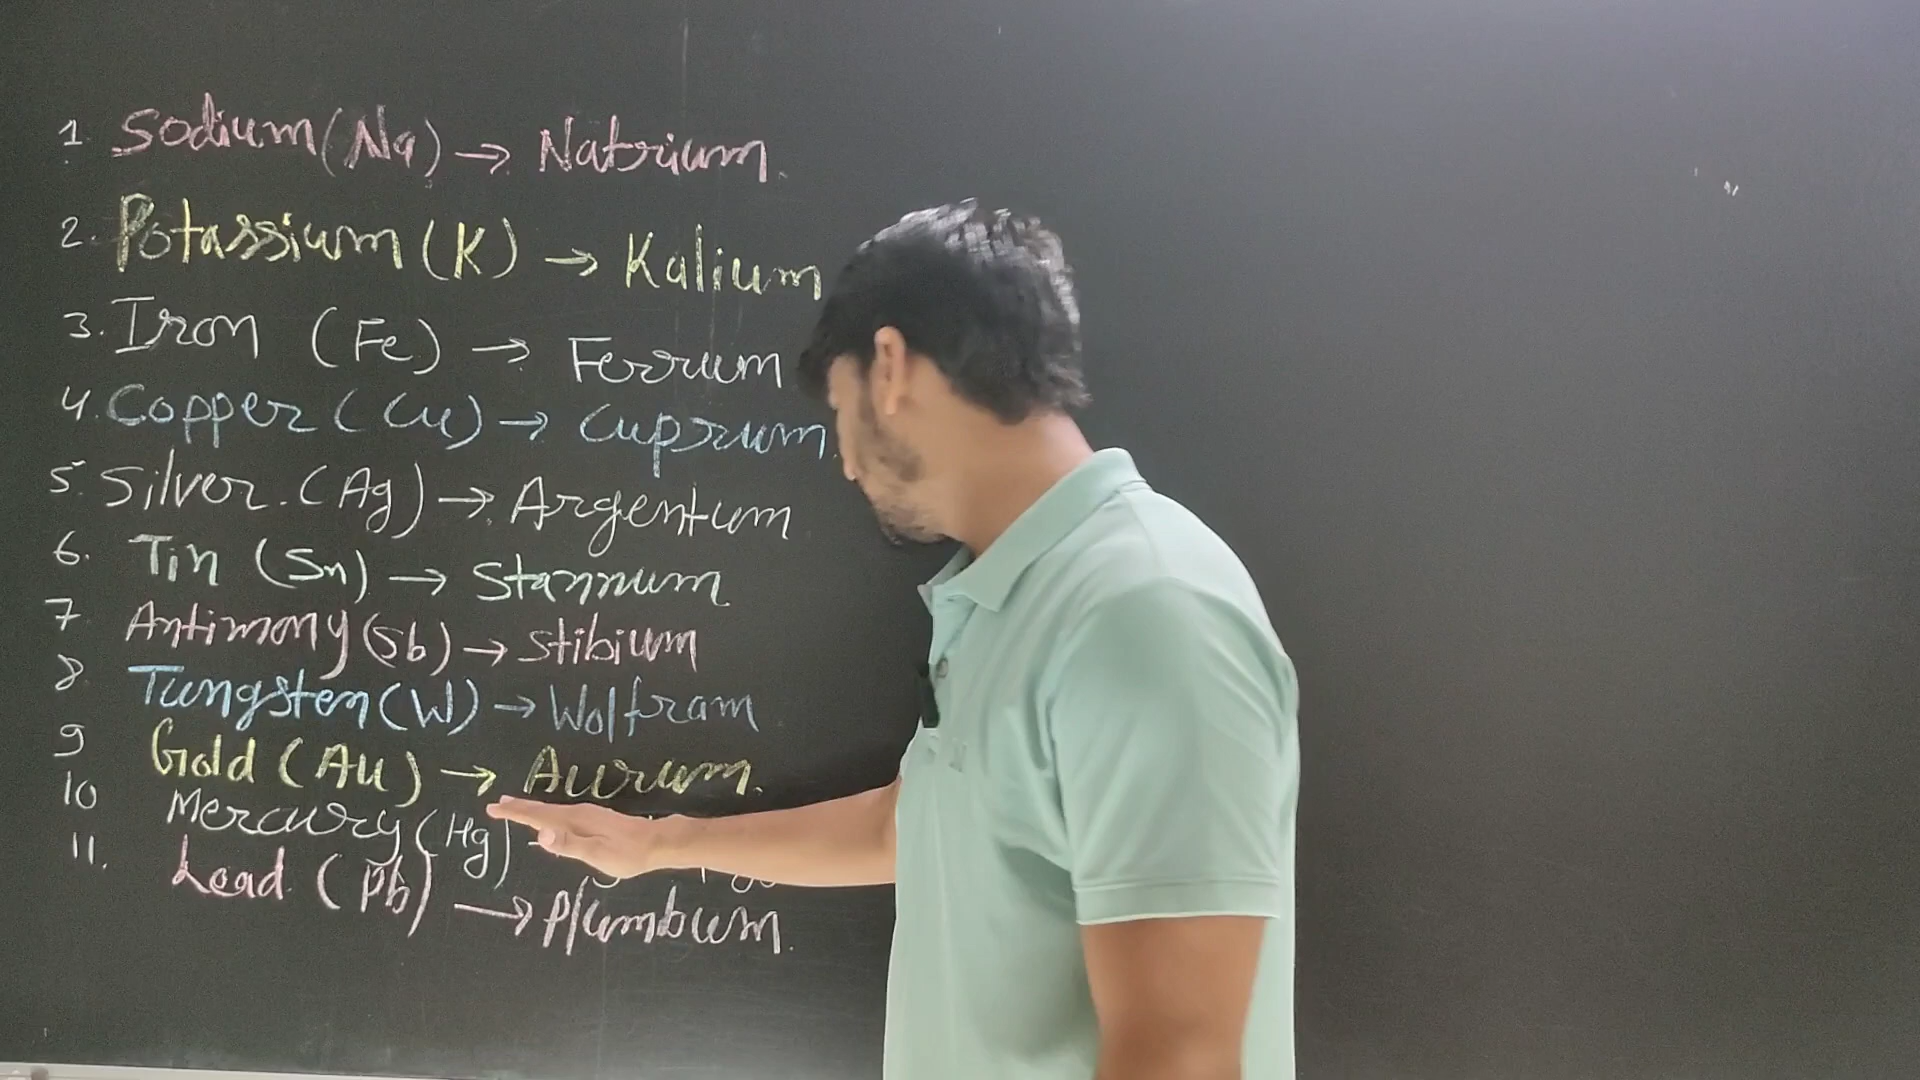 1. Sodium (Na) → Natrium.
2. Potassium (K) → Kalium
3. Iron (Fe) → Ferrum
4. Copper (Cu) → Cuprum.
5. Silver. (Ag) → Argentum
6. Tin (Sn) → Stannum
7 Antimony (Sb) → Stibium
8 Tungsten (W) → Wolfram
9 Gold (Au) → Aurum.
10 Mercury (Hg)
11. Lead (Pb) → Plumbum.